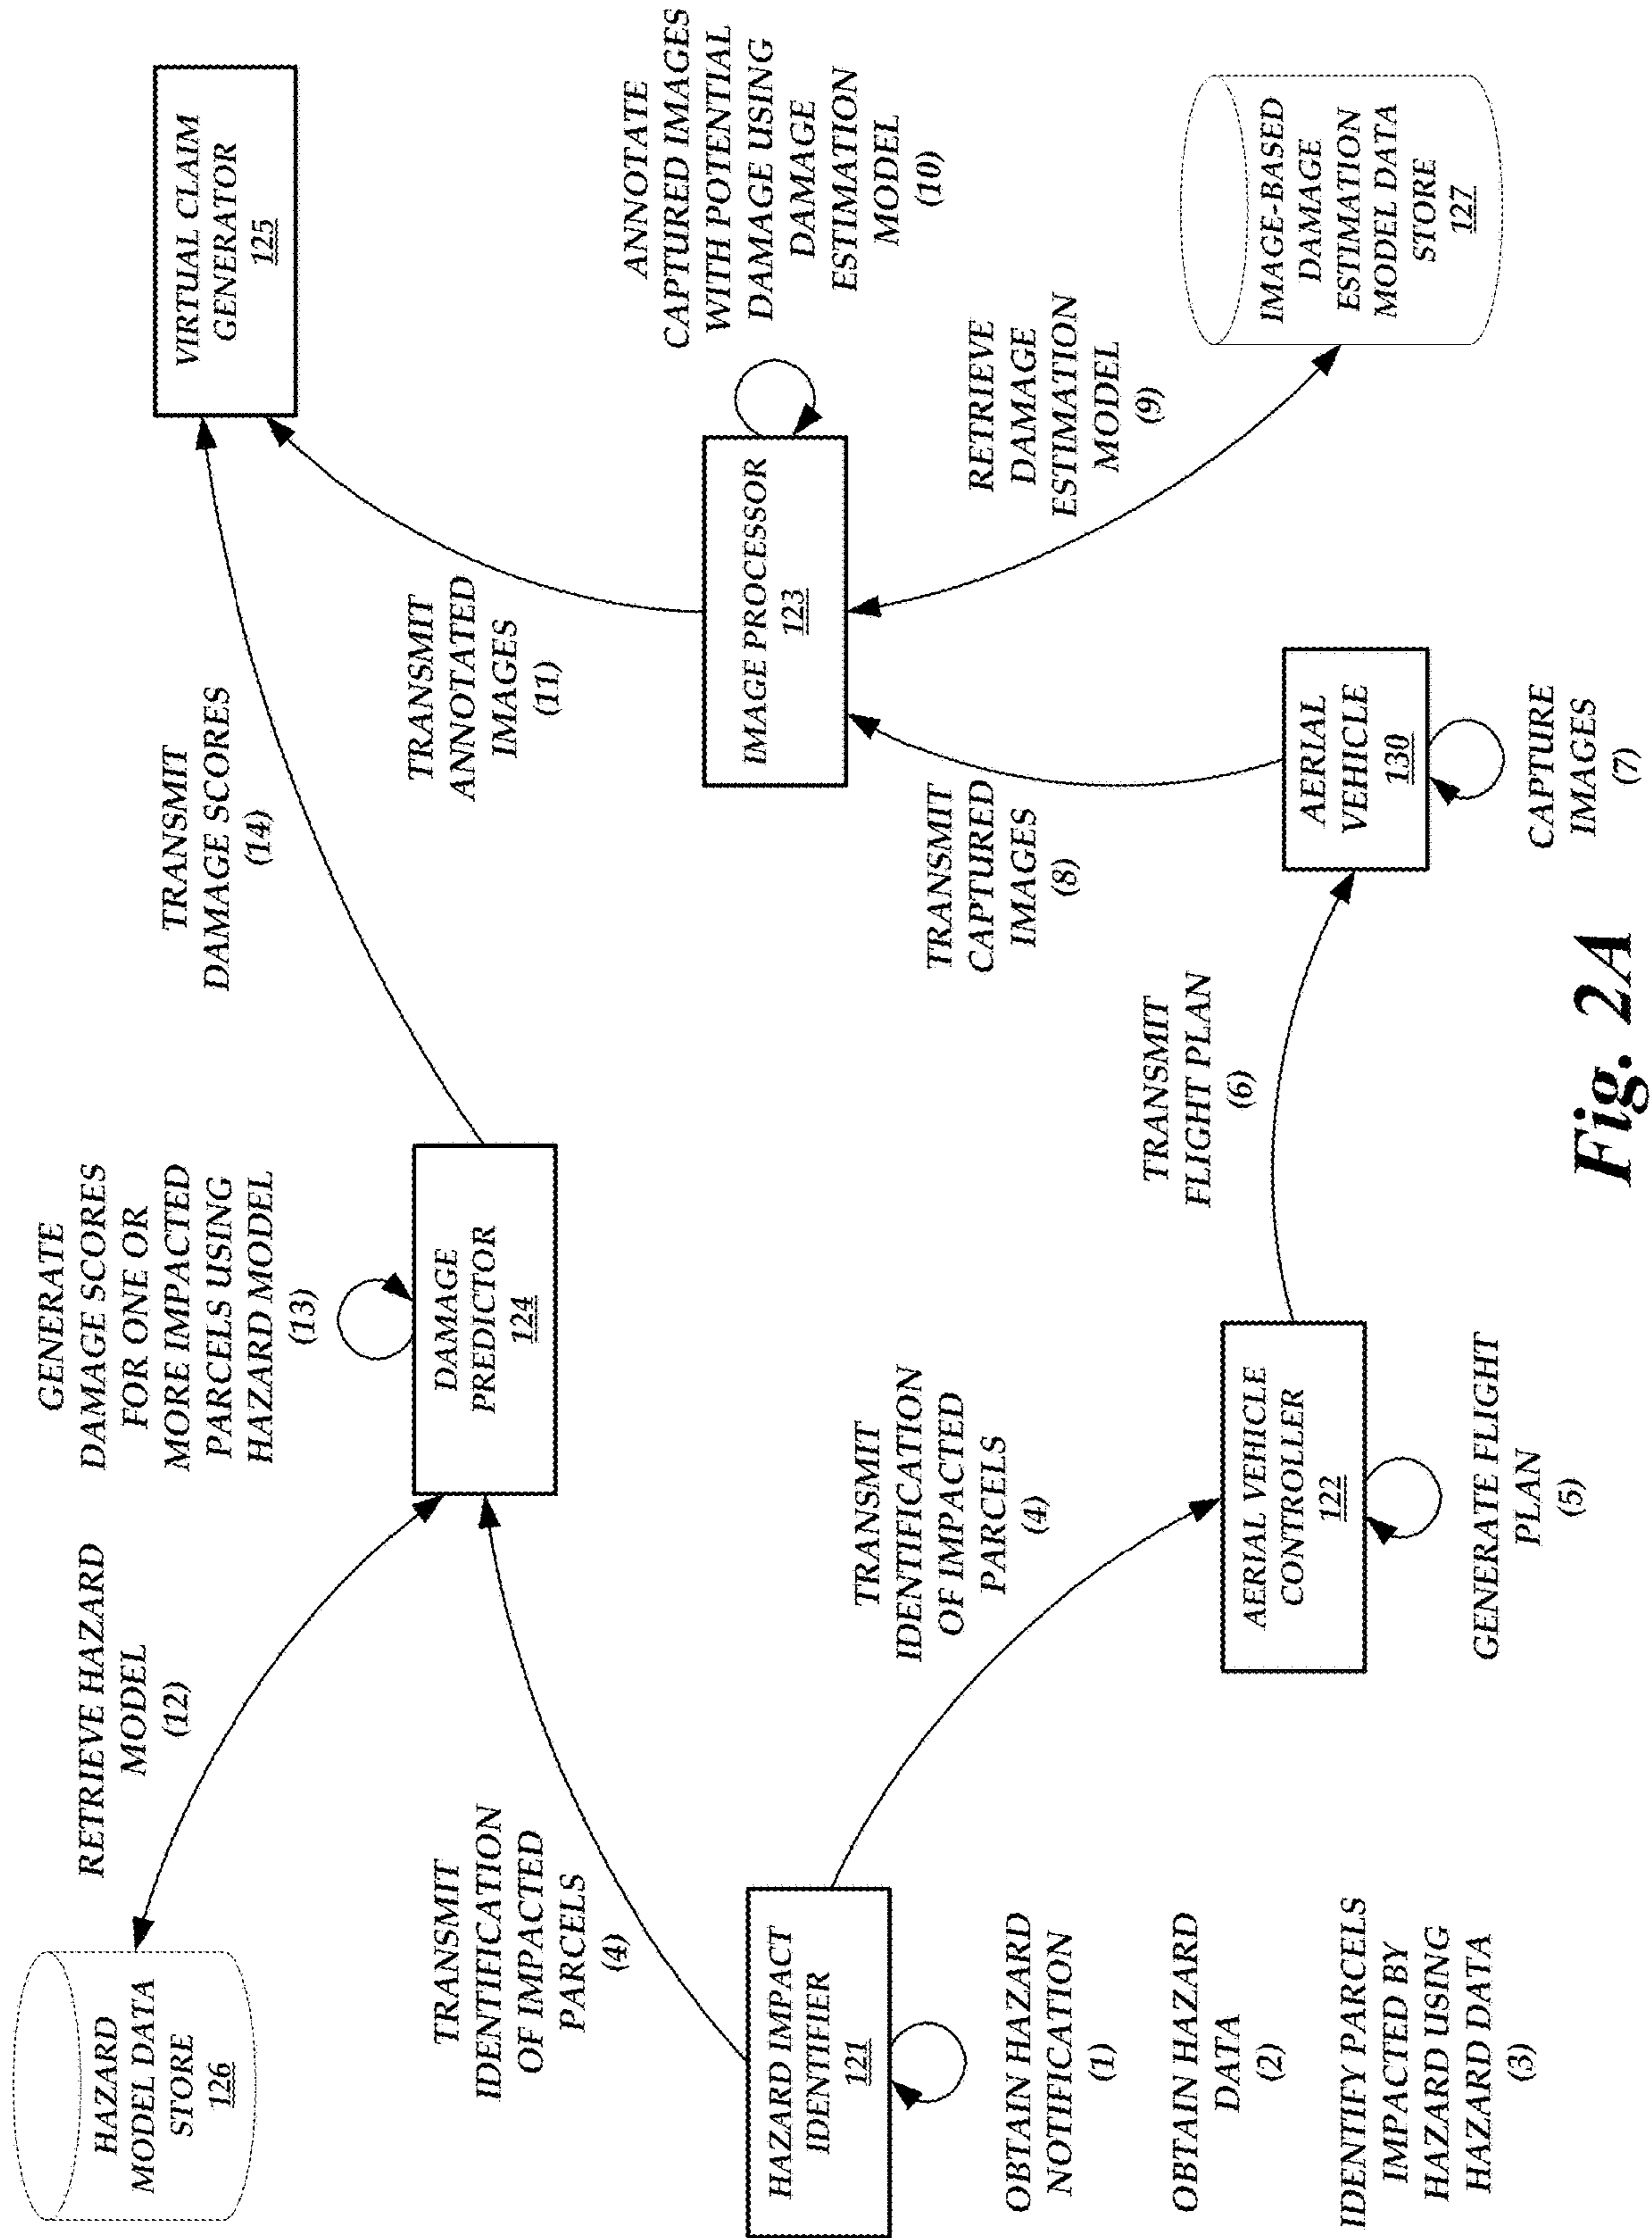 HAZARD
MODEL DATA
STORE
126
RETRIEVE HAZARD
MODEL
(12)
GENERATE
DAMAGE SCORES
FOR ONE OR
MORE IMPACTED
PARCELS USING
HAZARD MODEL
(13)
DAMAGE
PREDICTOR
124
TRANSMIT
DAMAGE SCORES
(14)
VIRTUAL CLAIM
GENERATOR
125
TRANSMIT
IDENTIFICATION
OF IMPACTED
PARCELS
(4)
TRANSMIT
ANNOTATED
IMAGES
(11)
ANNOTATE
CAPTURED IMAGES
WITH POTENTIAL
DAMAGE USING
DAMAGE
ESTIMATION
MODEL
(10)
IMAGE PROCESSOR
123
HAZARD IMPACT
IDENTIFIER
121
TRANSMIT
IDENTIFICATION
OF IMPACTED
PARCELS
(4)
TRANSMIT
CAPTURED
IMAGES
(8)
RETRIEVE
DAMAGE
ESTIMATION
MODEL
(9)
OBTAIN HAZARD
NOTIFICATION
(1)
OBTAIN HAZARD
DATA
(2)
IDENTIFY PARCELS
IMPACTED BY
HAZARD USING
HAZARD DATA
(3)
AERIAL VEHICLE
CONTROLLER
122
GENERATE FLIGHT
PLAN
(5)
TRANSMIT
FLIGHT PLAN
(6)
AERIAL
VEHICLE
130
CAPTURE
IMAGES
(7)
IMAGE-BASED
DAMAGE
ESTIMATION
MODEL DATA
STORE
127
Fig. 2A